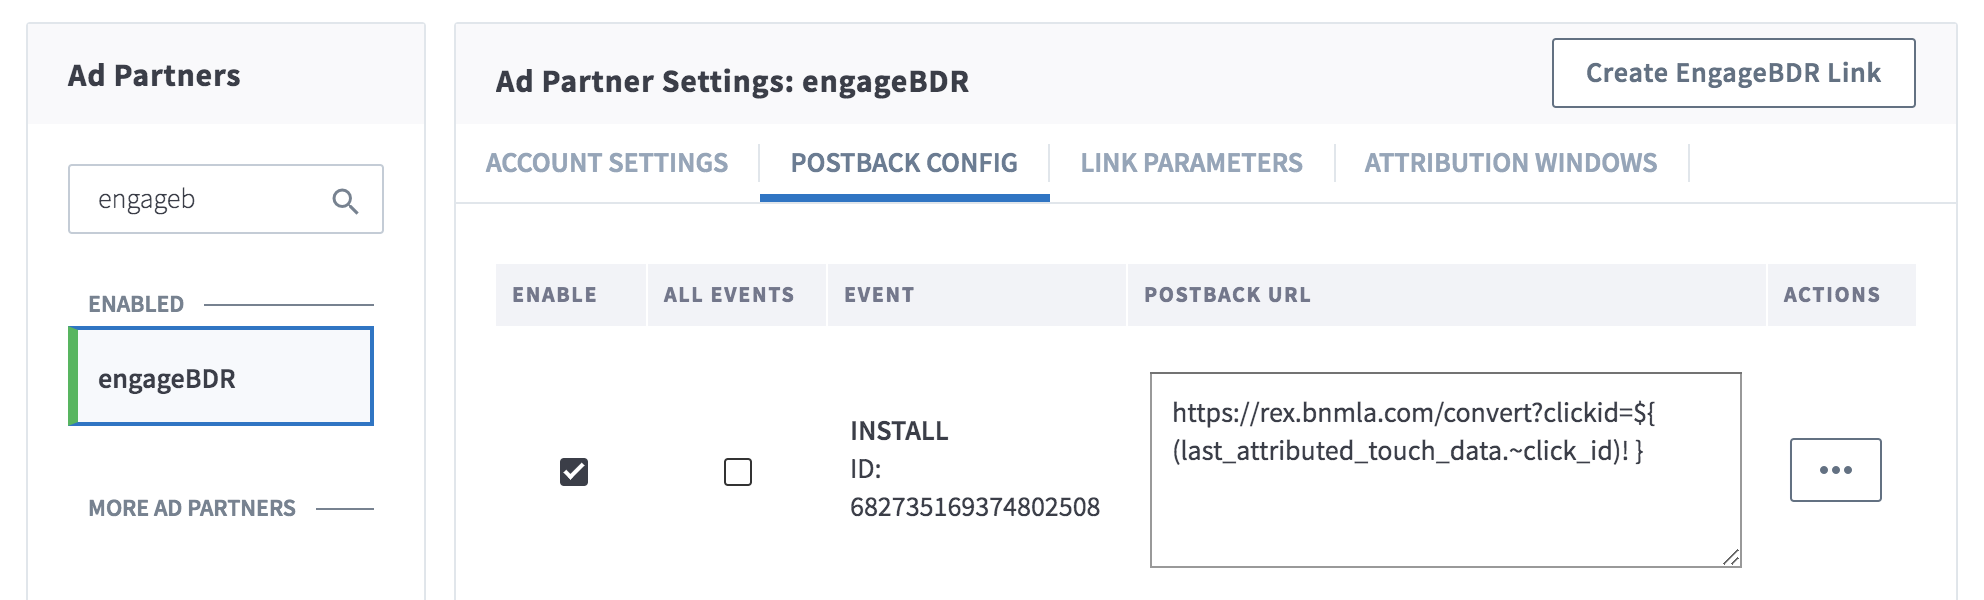 Ad Partners
engageb
ENABLED
engageBDR
MORE AD PARTNERS
Ad Partner Settings: engageBDR
Create EngageBDR Link
ACCOUNT SETTINGS
POSTBACK CONFIG
LINK PARAMETERS
ATTRIBUTION WINDOWS
ENABLE
ALL EVENTS
EVENT
POSTBACK URL
ACTIONS
INSTALL
ID:
682735169374802508
https://rex.bnmla.com/convert?clickid=${
(last_attributed_touch_data.~click_id)! }